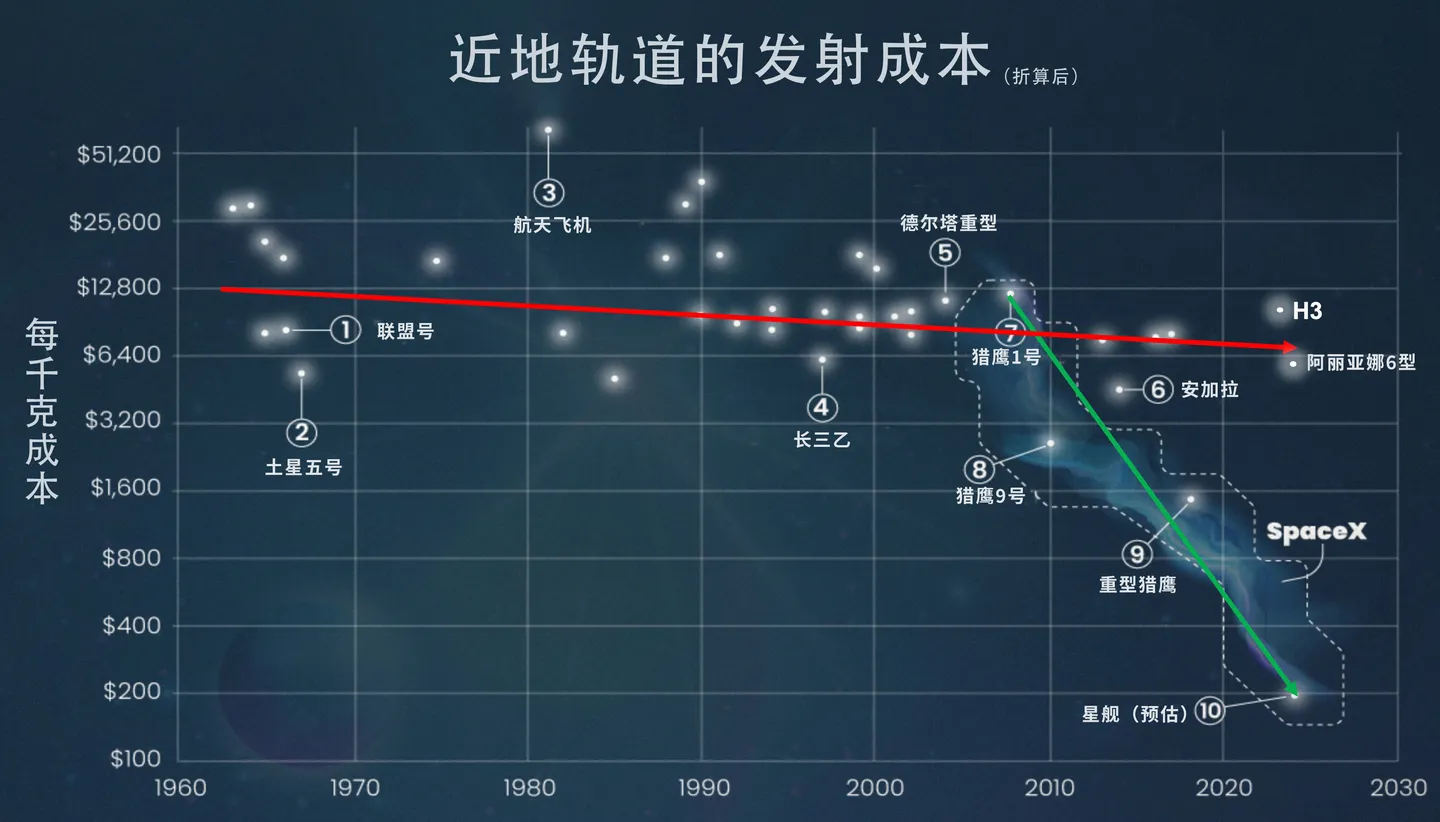 近地轨道的发射成本(折算后)
每千克成本
$51,200
$25,600
$12,800
$6,400
$3,200
$1,600
$800
$400
$200
$100
1960
1970
1980
1990
2000
2010
2020
2030
③
航天飞机
① 联盟号
②
土星五号
④
长三乙
德尔塔重型
⑤
⑦
猎鹰1号
H3
阿丽亚娜6型
⑥ 安加拉
⑧
猎鹰9号
⑨
重型猎鹰
SpaceX
星舰（预估）⑩